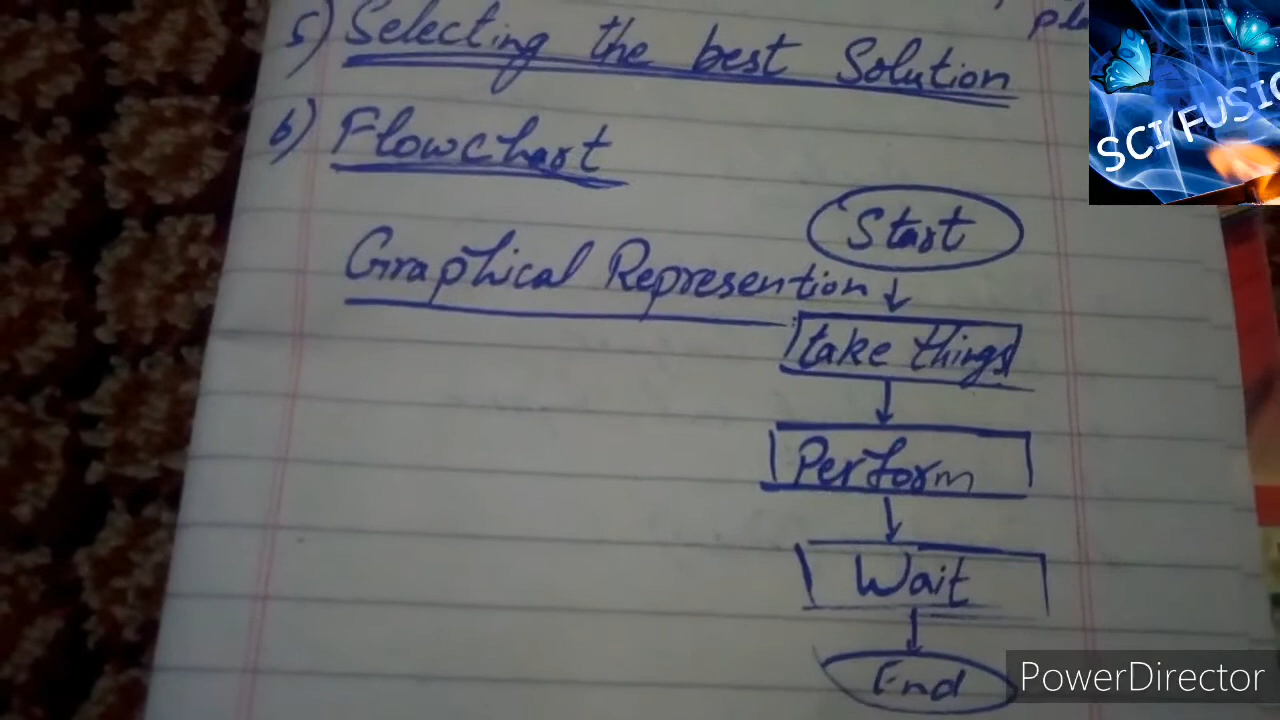 5) Selecting the best Solution
6) Flowchart
Graphical Represention
Start
take things
Perform
Wait
End
SCI FUSIO
PowerDirector